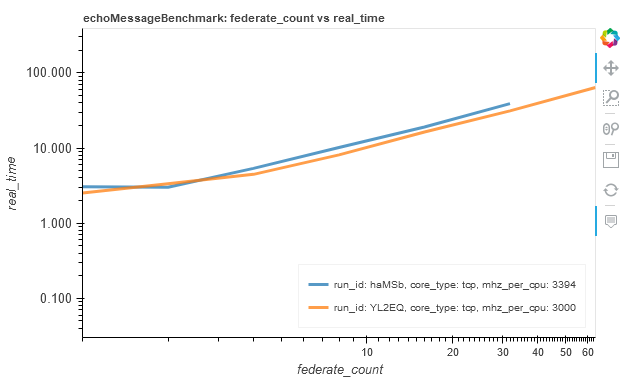 echoMessageBenchmark: federate_count vs real_time
100.000
10.000
1.000
0.100
real_time
run_id: haMSb, core_type: tcp, mhz_per_cpu: 3394
run_id: YL2EQ, core_type: tcp, mhz_per_cpu: 3000
10 20 30 40 50 60
federate_count